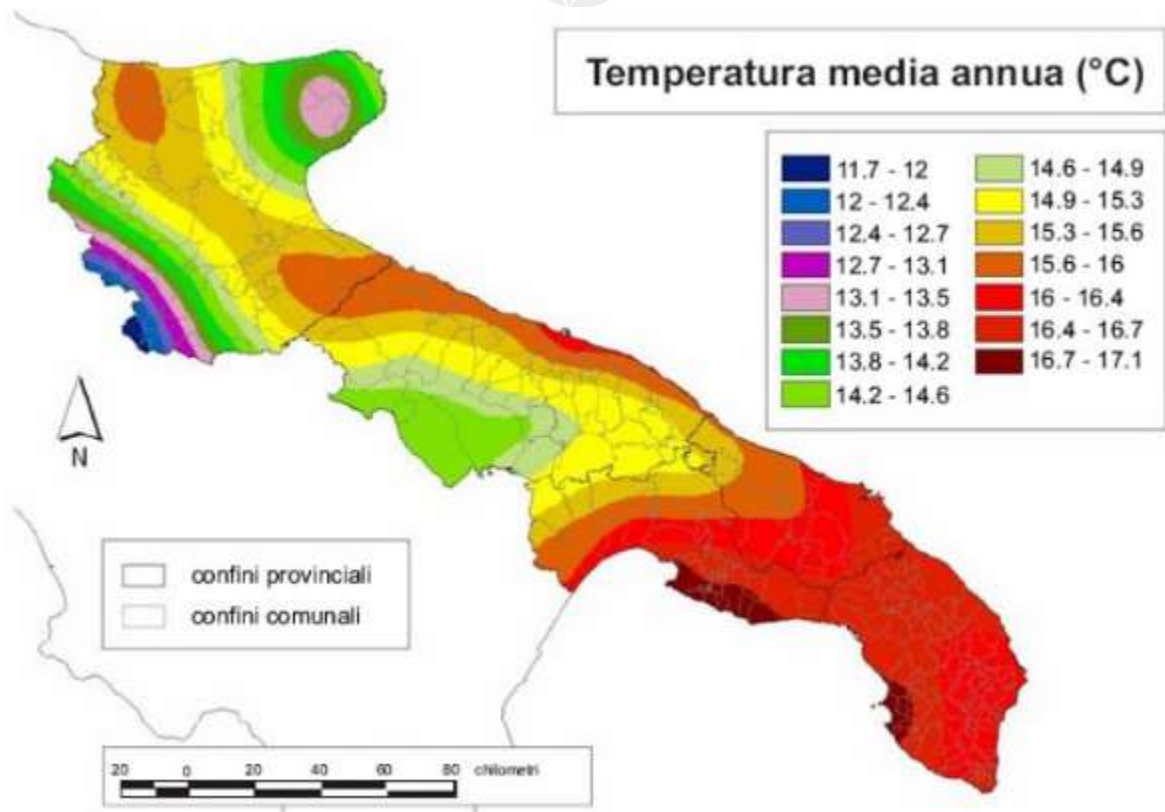 Temperatura media annua (°C)
11.7 - 12
12 - 12.4
12.4 - 12.7
12.7 - 13.1
13.1 - 13.5
13.5 - 13.8
13.8 - 14.2
14.2 - 14.6
14.6 - 14.9
14.9 - 15.3
15.3 - 15.6
15.6 - 16
16 - 16.4
16.4 - 16.7
16.7 - 17.1
N
confini provinciali
confini comunali
20 0 20 40 60 80 chilometri